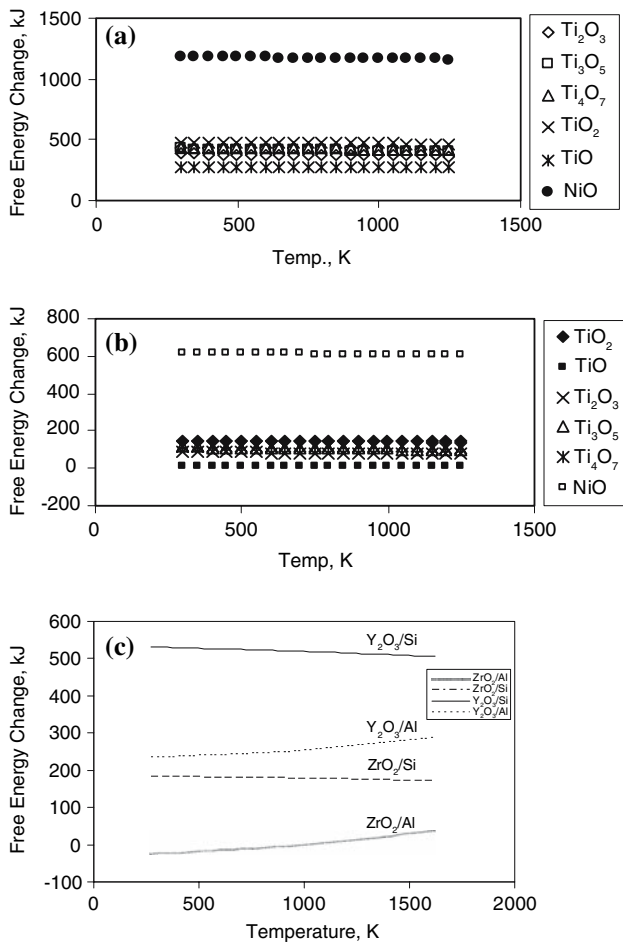 (a)
Free Energy Change, kJ
1500
1000
500
0
0 500 1000 1500
Temp., K
Ti₂O₃
Ti₃O₅
Ti₄O₇
TiO₂
TiO
NiO
(b)
Free Energy Change, kJ
800
600
400
200
0
-200
0 500 1000 1500
Temp, K
TiO₂
TiO
Ti₂O₃
Ti₃O₅
Ti₄O₇
NiO
(c)
Free Energy Change, kJ
600
500
400
300
200
100
0
-100
0 500 1000 1500 2000
Temperature, K
Y₂O₃/Si
Y₂O₃/Al
ZrO₂/Si
ZrO₂/Al
ZrO₂/Al
ZrO₂/Si
Y₂O₃/Si
Y₂O₃/Al